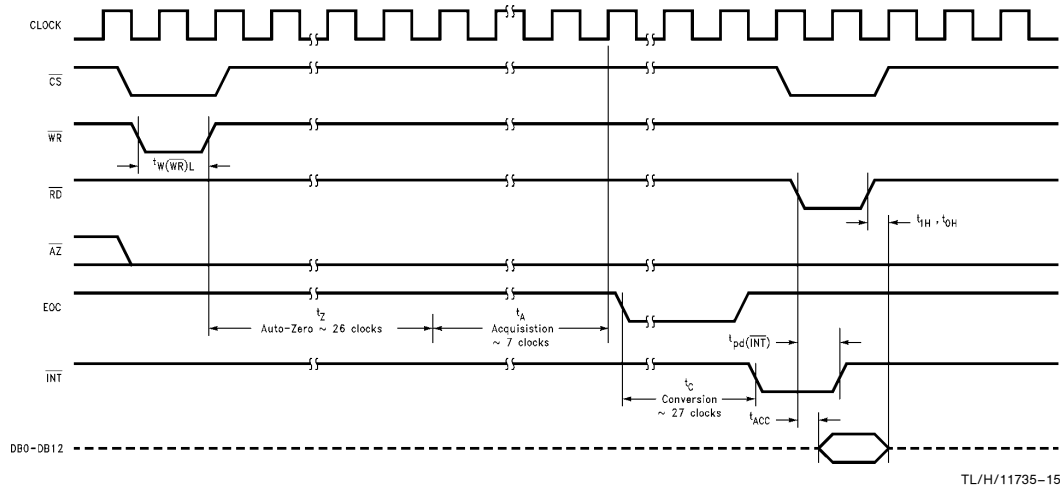 CLOCK
CS
WR
tW(WR)L
RD
t1H , t0H
AZ
EOC
tZ
Auto-Zero ~ 26 clocks
tA
Acquisistion
~ 7 clocks
tpd(INT)
INT
tC
Conversion
~ 27 clocks
tACC
DB0-DB12
TL/H/11735-15